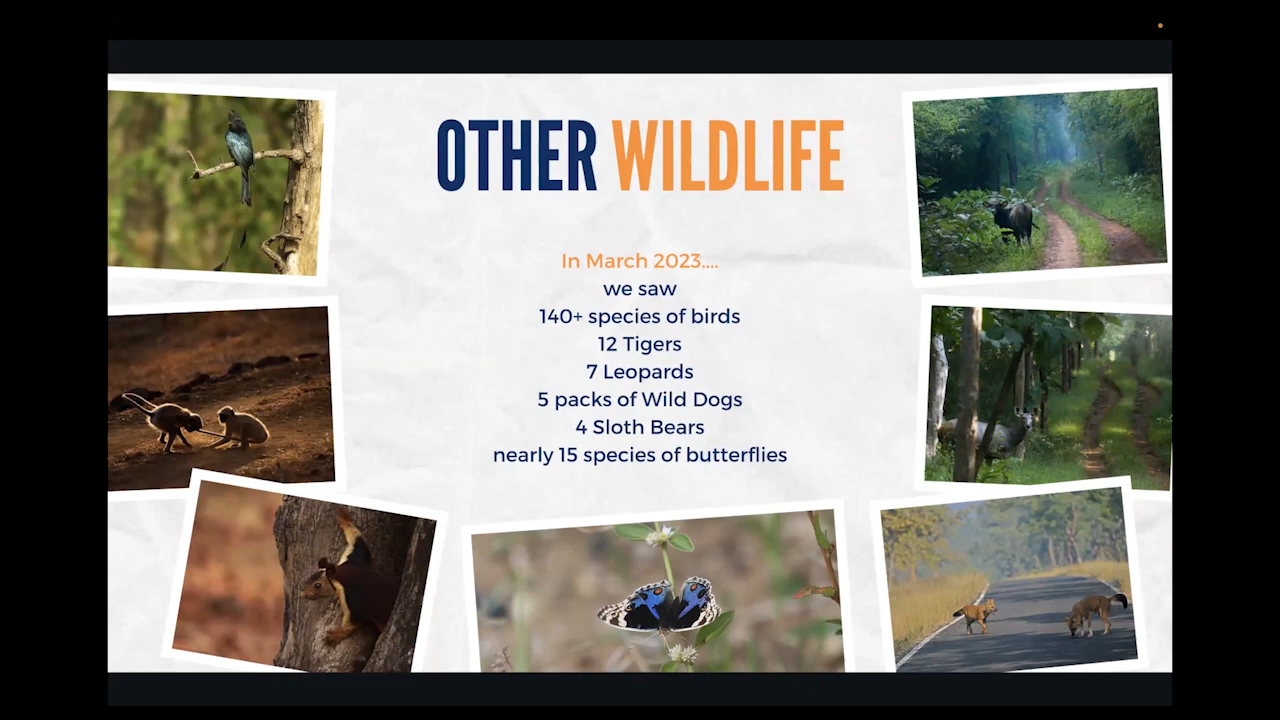 OTHER WILDLIFE
In March 2023....
we saw
140+ species of birds
12 Tigers
7 Leopards
5 packs of Wild Dogs
4 Sloth Bears
nearly 15 species of butterflies